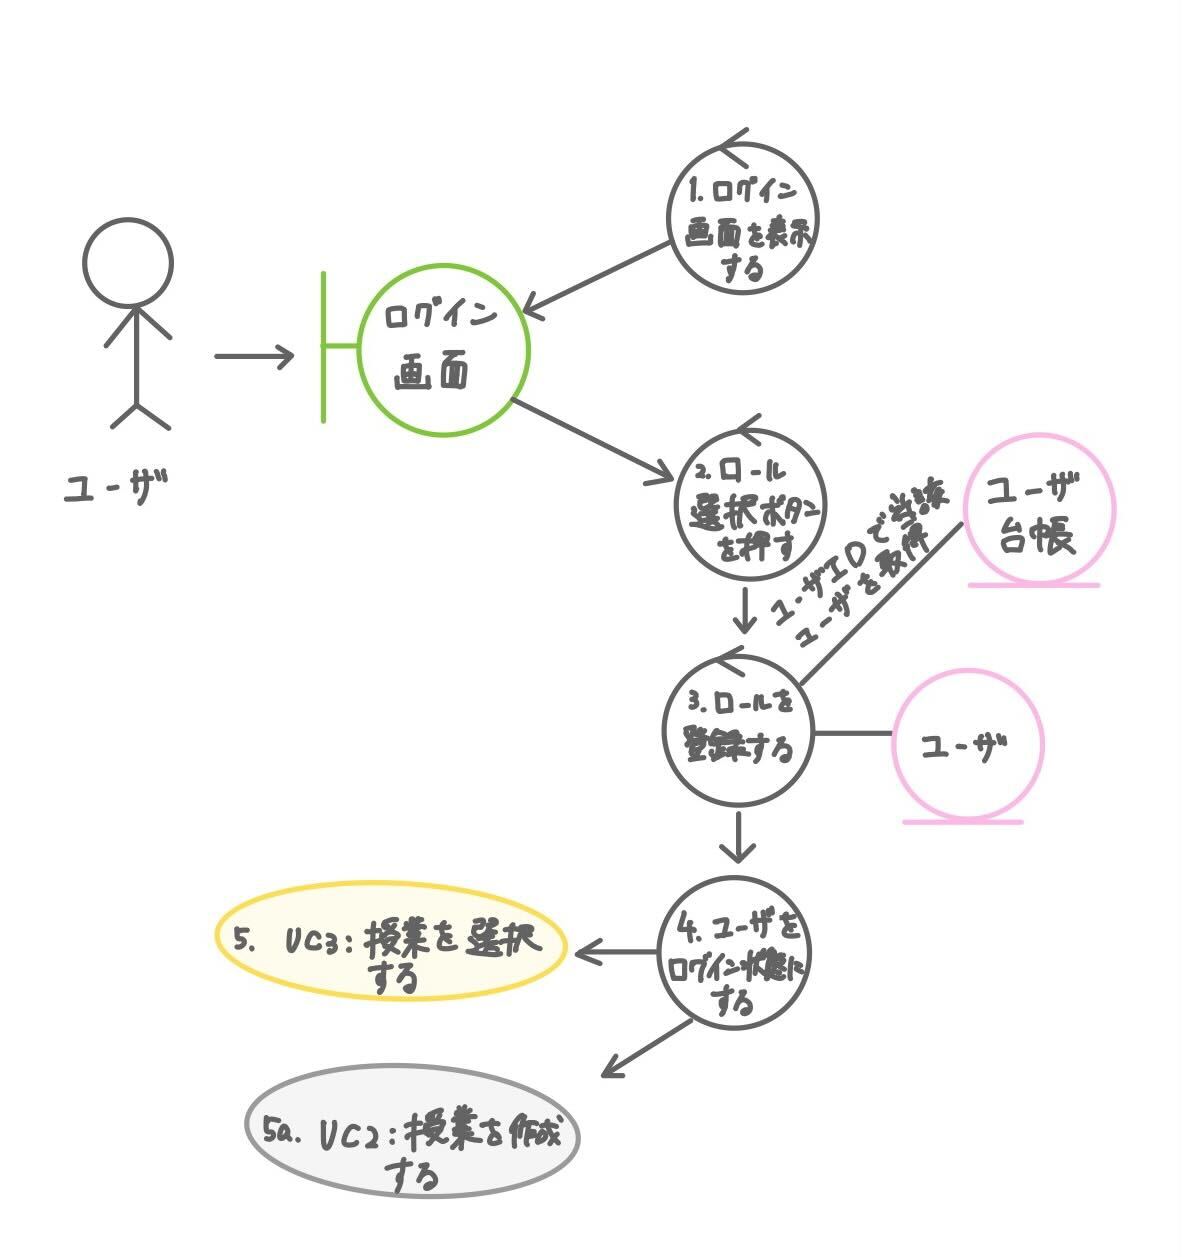 1. ログイン
画面を表示
する
ログイン
画面
ユーザ
2. ロール
選択ボタン
を押す
ユーザIDで当該
ユーザを取得
ユーザ
台帳
3. ロールを
登録する
ユーザ
4. ユーザを
ログイン状態に
する
5. UC3: 授業を選択
する
5a. UC2: 授業を作成
する